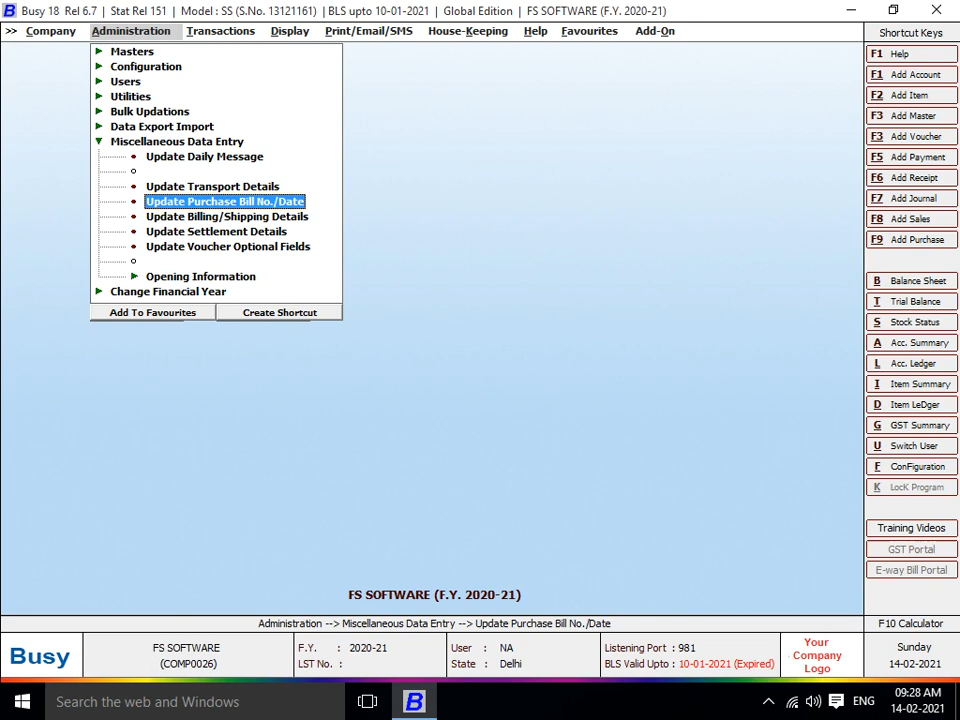 Busy 18 Rel 6.7 | Stat Rel 151 | Model : SS (S.No. 13121161) | BLS upto 10-01-2021 | Global Edition | FS SOFTWARE (F.Y. 2020-21)
>> Company Administration Transactions Display Print/Email/SMS House-Keeping Help Favourites Add-On
Masters
Configuration
Users
Utilities
Bulk Updations
Data Export Import
Miscellaneous Data Entry
Update Daily Message
Update Transport Details
Update Purchase Bill No./Date
Update Billing/Shipping Details
Update Settlement Details
Update Voucher Optional Fields
Opening Information
Change Financial Year
Add To Favourites Create Shortcut
Shortcut Keys
F1 Help
F1 Add Account
F2 Add Item
F3 Add Master
F3 Add Voucher
F5 Add Payment
F6 Add Receipt
F7 Add Journal
F8 Add Sales
F9 Add Purchase
B Balance Sheet
T Trial Balance
S Stock Status
A Acc. Summary
L Acc. Ledger
I Item Summary
D Item LeDger
G GST Summary
U Switch User
F ConFiguration
K LocK Program
Training Videos
GST Portal
E-way Bill Portal
FS SOFTWARE (F.Y. 2020-21)
Administration --> Miscellaneous Data Entry --> Update Purchase Bill No./Date
F10 Calculator
Busy
FS SOFTWARE
(COMP0026)
F.Y. : 2020-21
LST No. :
User : NA
State : Delhi
Listening Port : 981
BLS Valid Upto : 10-01-2021 (Expired)
Your
Company
Logo
Sunday
14-02-2021
Search the web and Windows
ENG
09:28 AM
14-02-2021